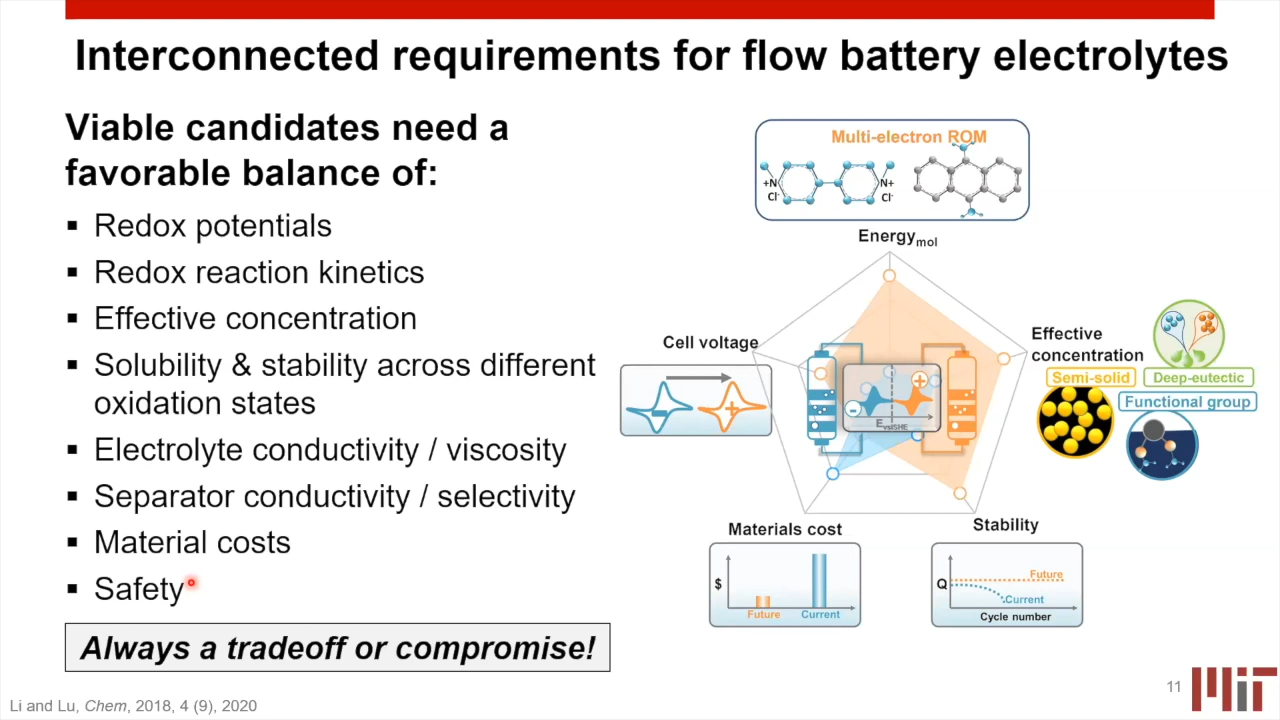 Interconnected requirements for flow battery electrolytes
Viable candidates need a
favorable balance of:
▪ Redox potentials
▪ Redox reaction kinetics
▪ Effective concentration
▪ Solubility & stability across different
oxidation states
▪ Electrolyte conductivity / viscosity
▪ Separator conductivity / selectivity
▪ Material costs
▪ Safety
Always a tradeoff or compromise!
Li and Lu, Chem, 2018, 4 (9), 2020
Multi-electron ROM
+N
Cl-
N+
Cl-
Energymol
Cell voltage
Effective
concentration
Semi-solid
Deep-eutectic
Functional group
Materials cost
$
Future
Current
Stability
Q
Future
Current
Cycle number
11
MIT